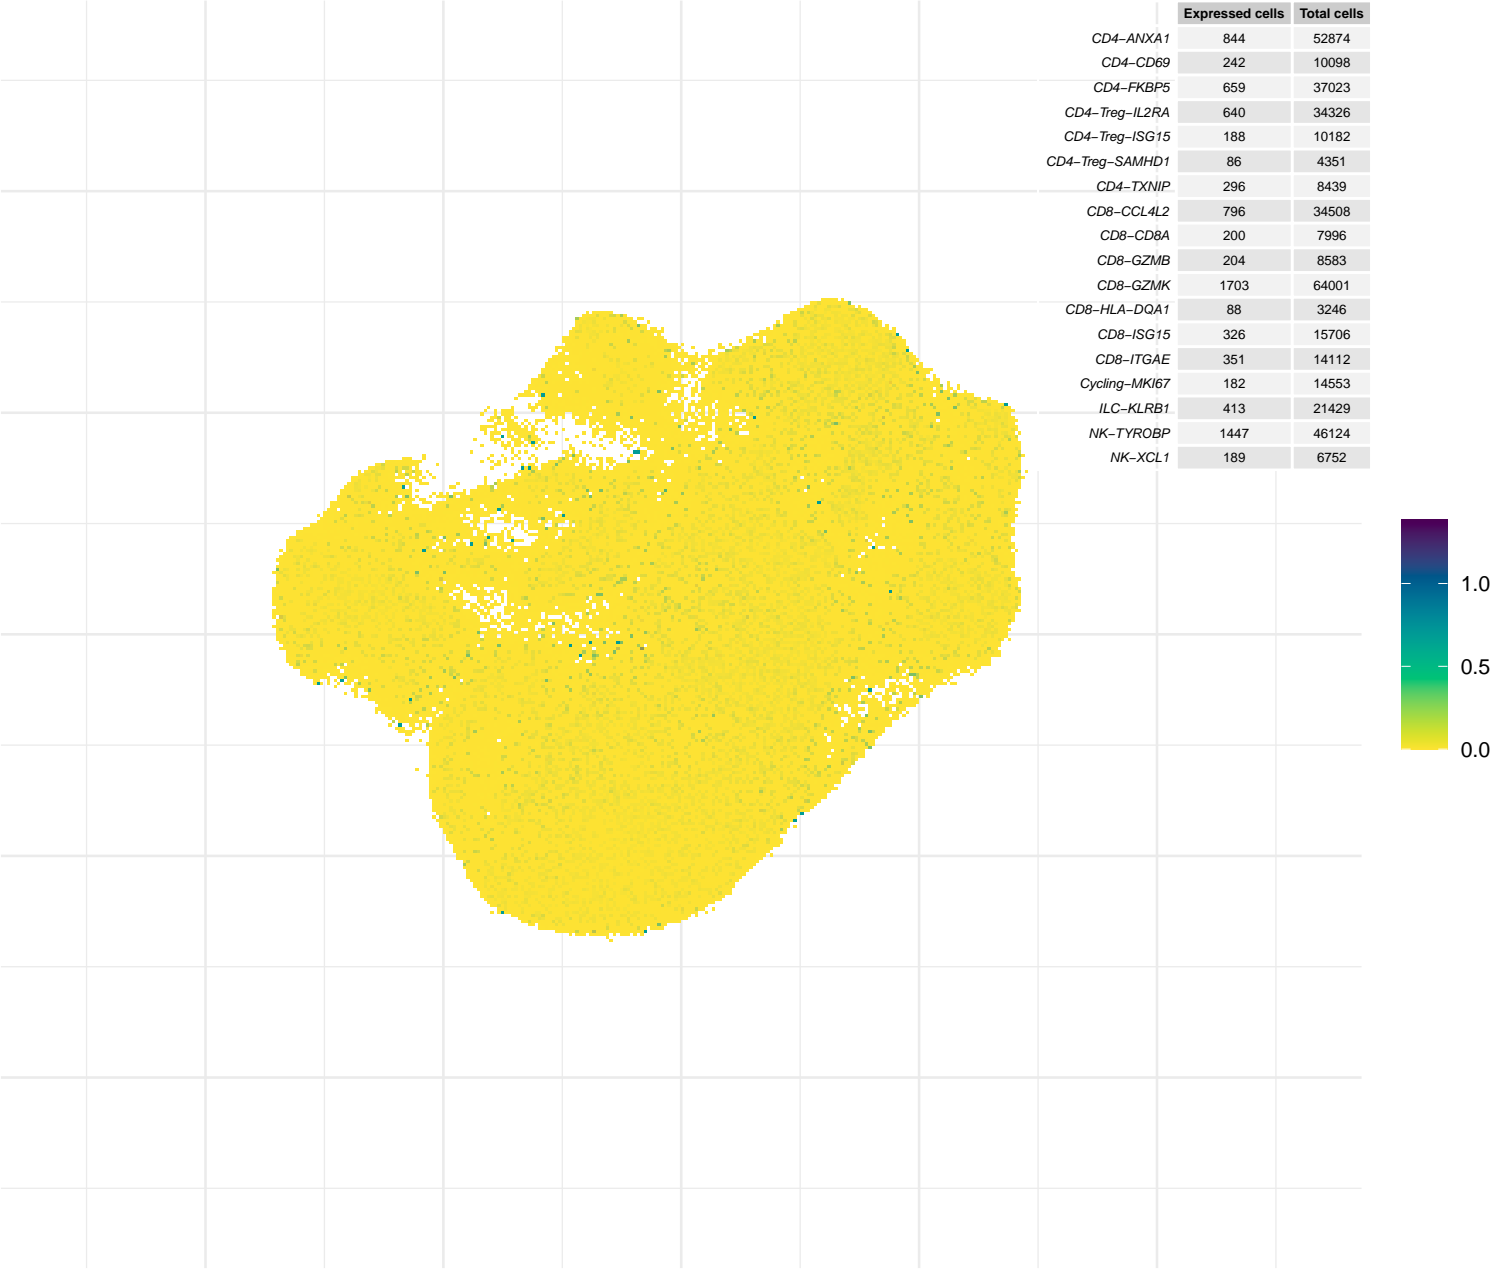 Expressed cells Total cells
CD4−ANXA1 844 52874
CD4−CD69 242 10098
CD4−FKBP5 659 37023
CD4−Treg−IL2RA 640 34326
CD4−Treg−ISG15 188 10182
CD4−Treg−SAMHD1 86 4351
CD4−TXNIP 296 8439
CD8−CCL4L2 796 34508
CD8−CD8A 200 7996
CD8−GZMB 204 8583
CD8−GZMK 1703 64001
CD8−HLA−DQA1 88 3246
CD8−ISG15 326 15706
CD8−ITGAE 351 14112
Cycling−MKI67 182 14553
ILC−KLRB1 413 21429
NK−TYROBP 1447 46124
NK−XCL1 189 6752
1.0
0.5
0.0